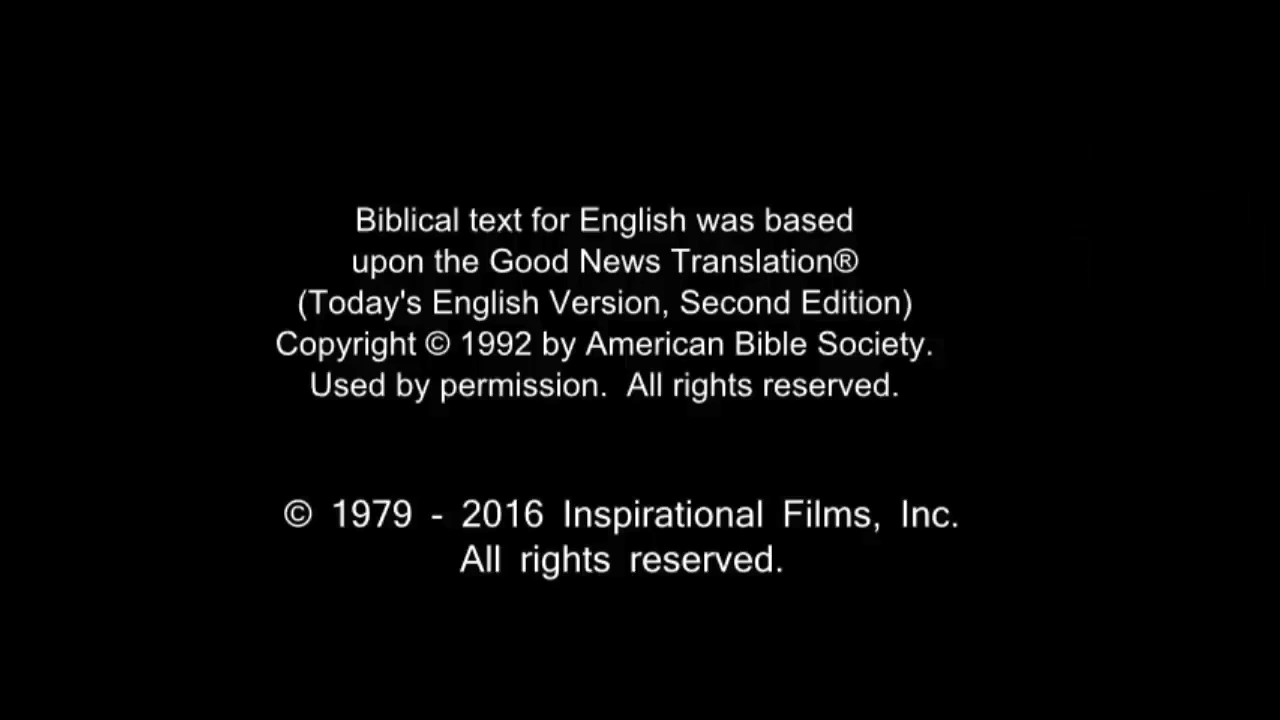 Biblical text for English was based
upon the Good News Translation®
(Today's English Version, Second Edition)
Copyright © 1992 by American Bible Society.
Used by permission.  All rights reserved.
© 1979 - 2016 Inspirational Films, Inc.
All rights reserved.